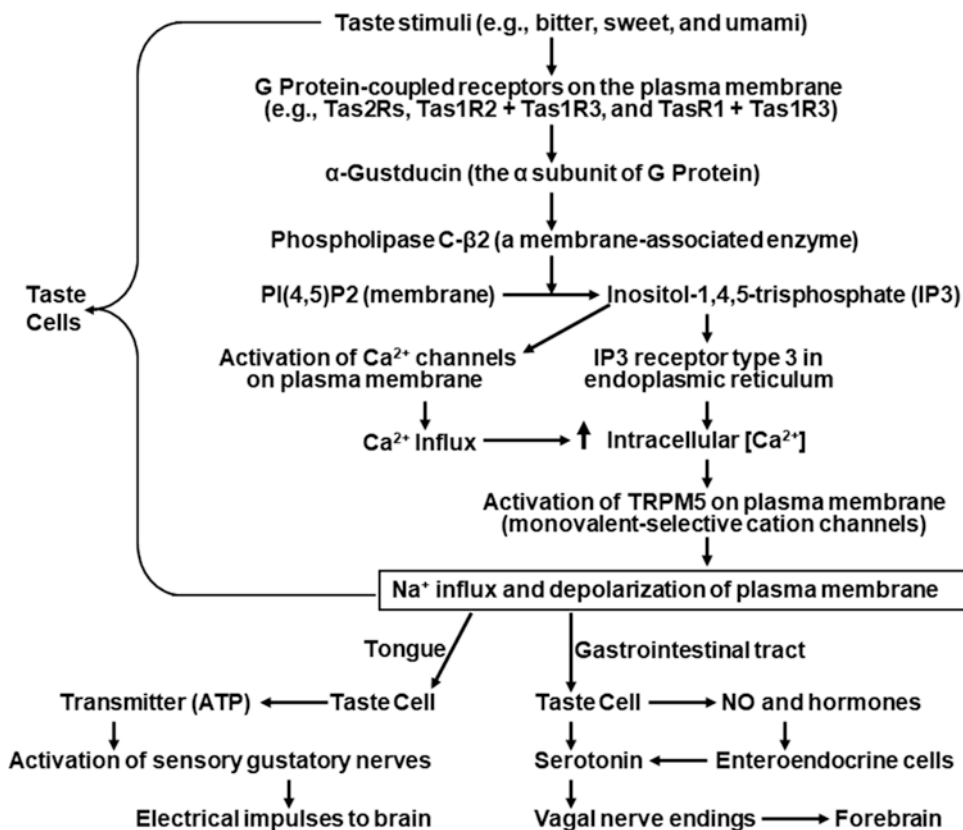 Taste stimuli (e.g., bitter, sweet, and umami)
G Protein-coupled receptors on the plasma membrane
(e.g., Tas2Rs, Tas1R2 + Tas1R3, and TasR1 + Tas1R3)
α-Gustducin (the α subunit of G Protein)
Phospholipase C-β2 (a membrane-associated enzyme)
Taste
Cells
PI(4,5)P2 (membrane)
Inositol-1,4,5-trisphosphate (IP3)
Activation of Ca²⁺ channels
on plasma membrane
IP3 receptor type 3 in
endoplasmic reticulum
Ca²⁺ Influx
Intracellular [Ca²⁺]
Activation of TRPM5 on plasma membrane
(monovalent-selective cation channels)
Na⁺ influx and depolarization of plasma membrane
Tongue
Gastrointestinal tract
Transmitter (ATP)
Taste Cell
Taste Cell
NO and hormones
Activation of sensory gustatory nerves
Serotonin
Enteroendocrine cells
Electrical impulses to brain
Vagal nerve endings
Forebrain